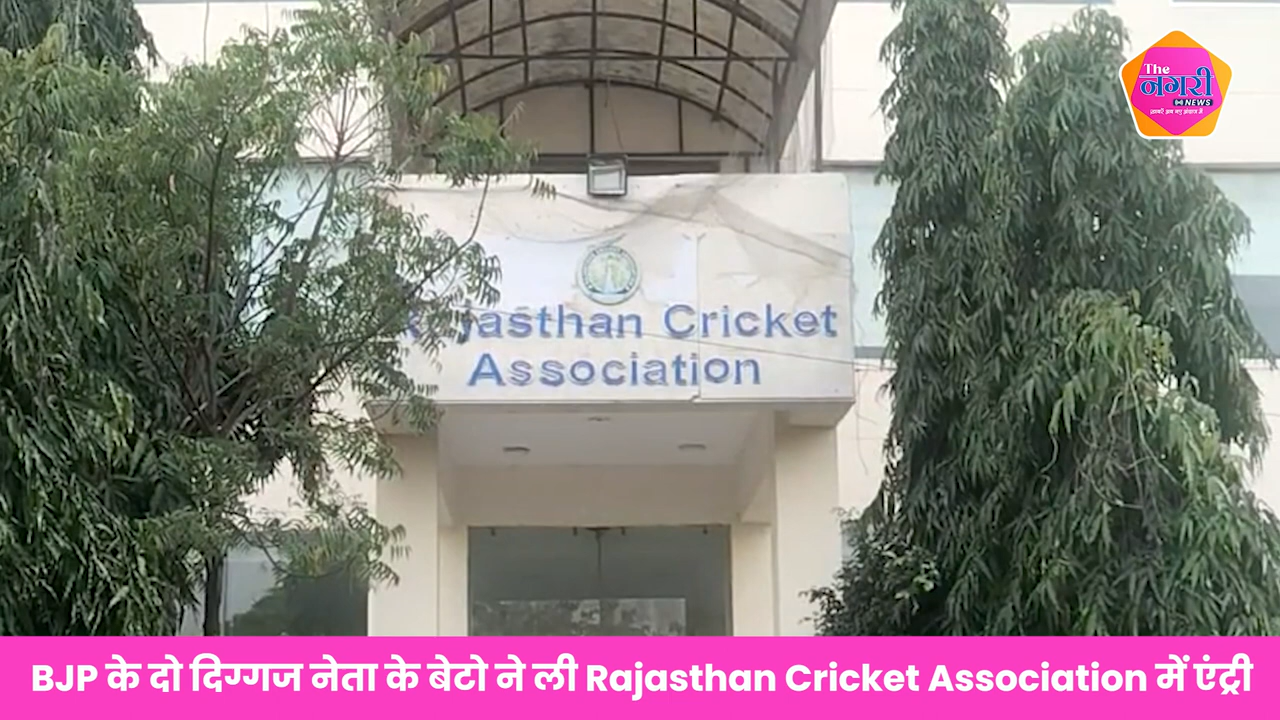 The
नगरी
NEWS
Rajasthan Cricket
Association
BJP के दो दिग्गज नेता के बेटो ने ली Rajasthan Cricket Association में एंट्री